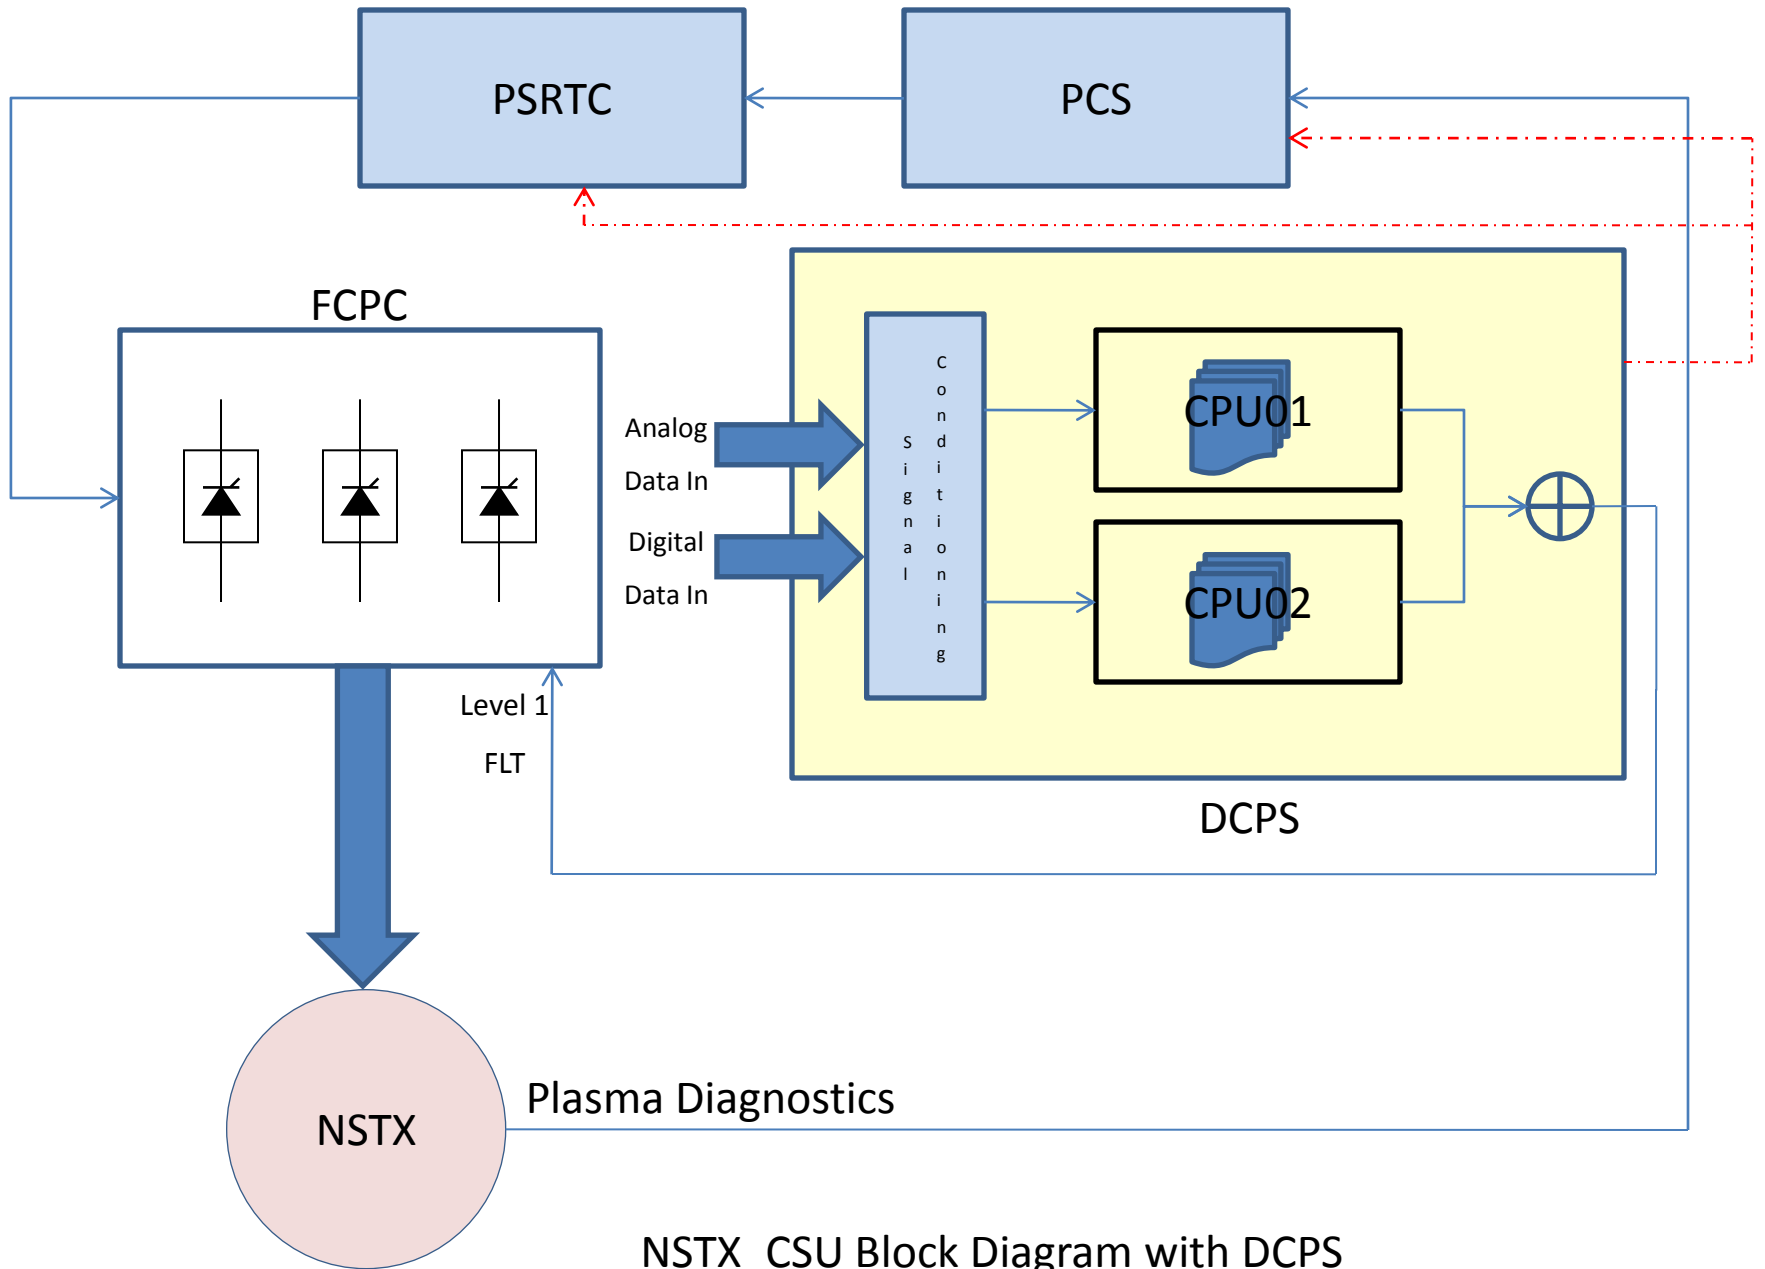 PSRTC
PCS
FCPC
Analog
Data In
Digital
Data In
Signal
Conditioning
CPU01
CPU02
Level 1
FLT
DCPS
Plasma Diagnostics
NSTX
NSTX CSU Block Diagram with DCPS